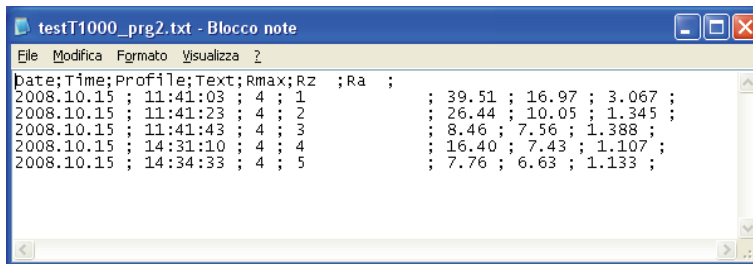 testT1000_prg2.txt - Blocco note
File Modifica Formato Visualizza ?
Date;Time;Profile;Text;Rmax;Rz ;Ra ;
2008.10.15 ; 11:41:03 ; 4 ; 1 ; 39.51 ; 16.97 ; 3.067 ;
2008.10.15 ; 11:41:23 ; 4 ; 2 ; 26.44 ; 10.05 ; 1.345 ;
2008.10.15 ; 11:41:43 ; 4 ; 3 ; 8.46 ; 7.56 ; 1.388 ;
2008.10.15 ; 14:31:10 ; 4 ; 4 ; 16.40 ; 7.43 ; 1.107 ;
2008.10.15 ; 14:34:33 ; 4 ; 5 ; 7.76 ; 6.63 ; 1.133 ;